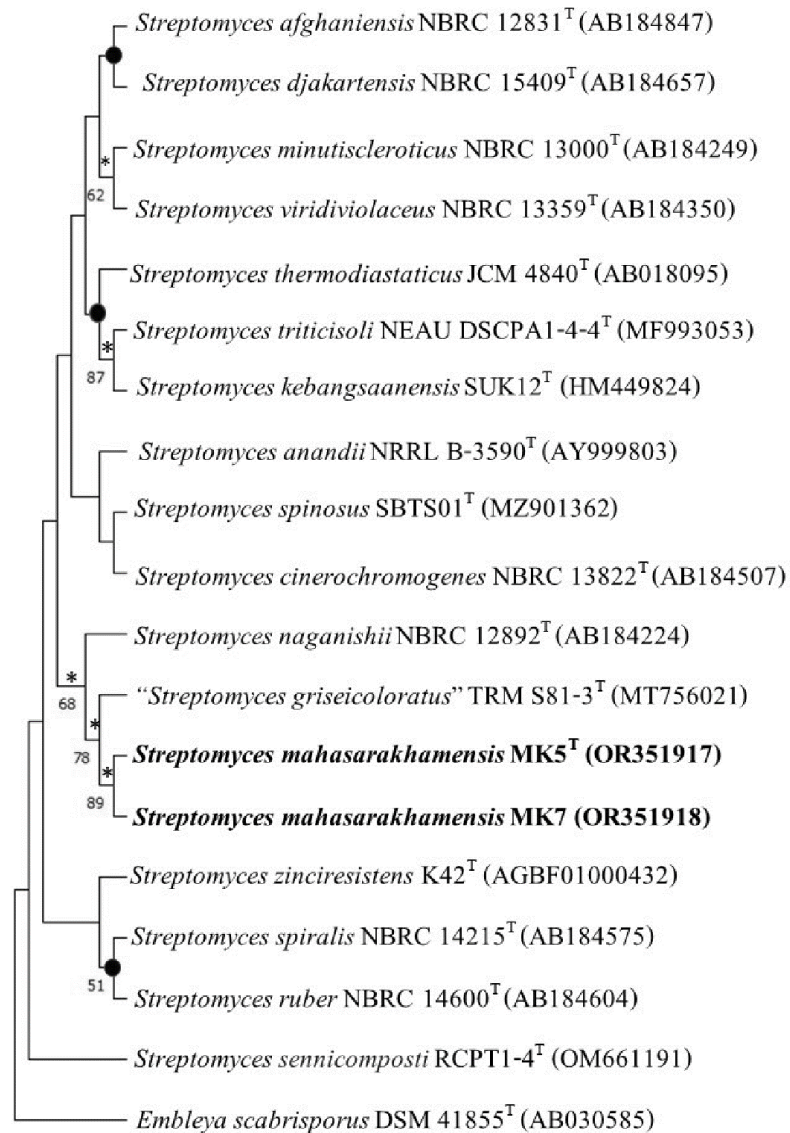 Streptomyces afghaniensis NBRC 12831T (AB184847)
Streptomyces djakartensis NBRC 15409T (AB184657)
Streptomyces minutiscleroticus NBRC 13000T (AB184249)
*
62
Streptomyces viridiviolaceus NBRC 13359T (AB184350)
Streptomyces thermodiastaticus JCM 4840T (AB018095)
Streptomyces triticisoli NEAU DSCPA1-4-4T (MF993053)
*
87
Streptomyces kebangsaanensis SUK12T (HM449824)
Streptomyces anandii NRRL B-3590T (AY999803)
Streptomyces spinosus SBTS01T (MZ901362)
Streptomyces cinerochromogenes NBRC 13822T (AB184507)
Streptomyces naganishii NBRC 12892T (AB184224)
*
68
“Streptomyces griseicoloratus” TRM S81-3T (MT756021)
*
78
Streptomyces mahasarakhamensis MK5T (OR351917)
*
89
Streptomyces mahasarakhamensis MK7 (OR351918)
Streptomyces zinciresistens K42T (AGBF01000432)
Streptomyces spiralis NBRC 14215T (AB184575)
51
Streptomyces ruber NBRC 14600T (AB184604)
Streptomyces sennicomposti RCPT1-4T (OM661191)
Embleya scabrisporus DSM 41855T (AB030585)